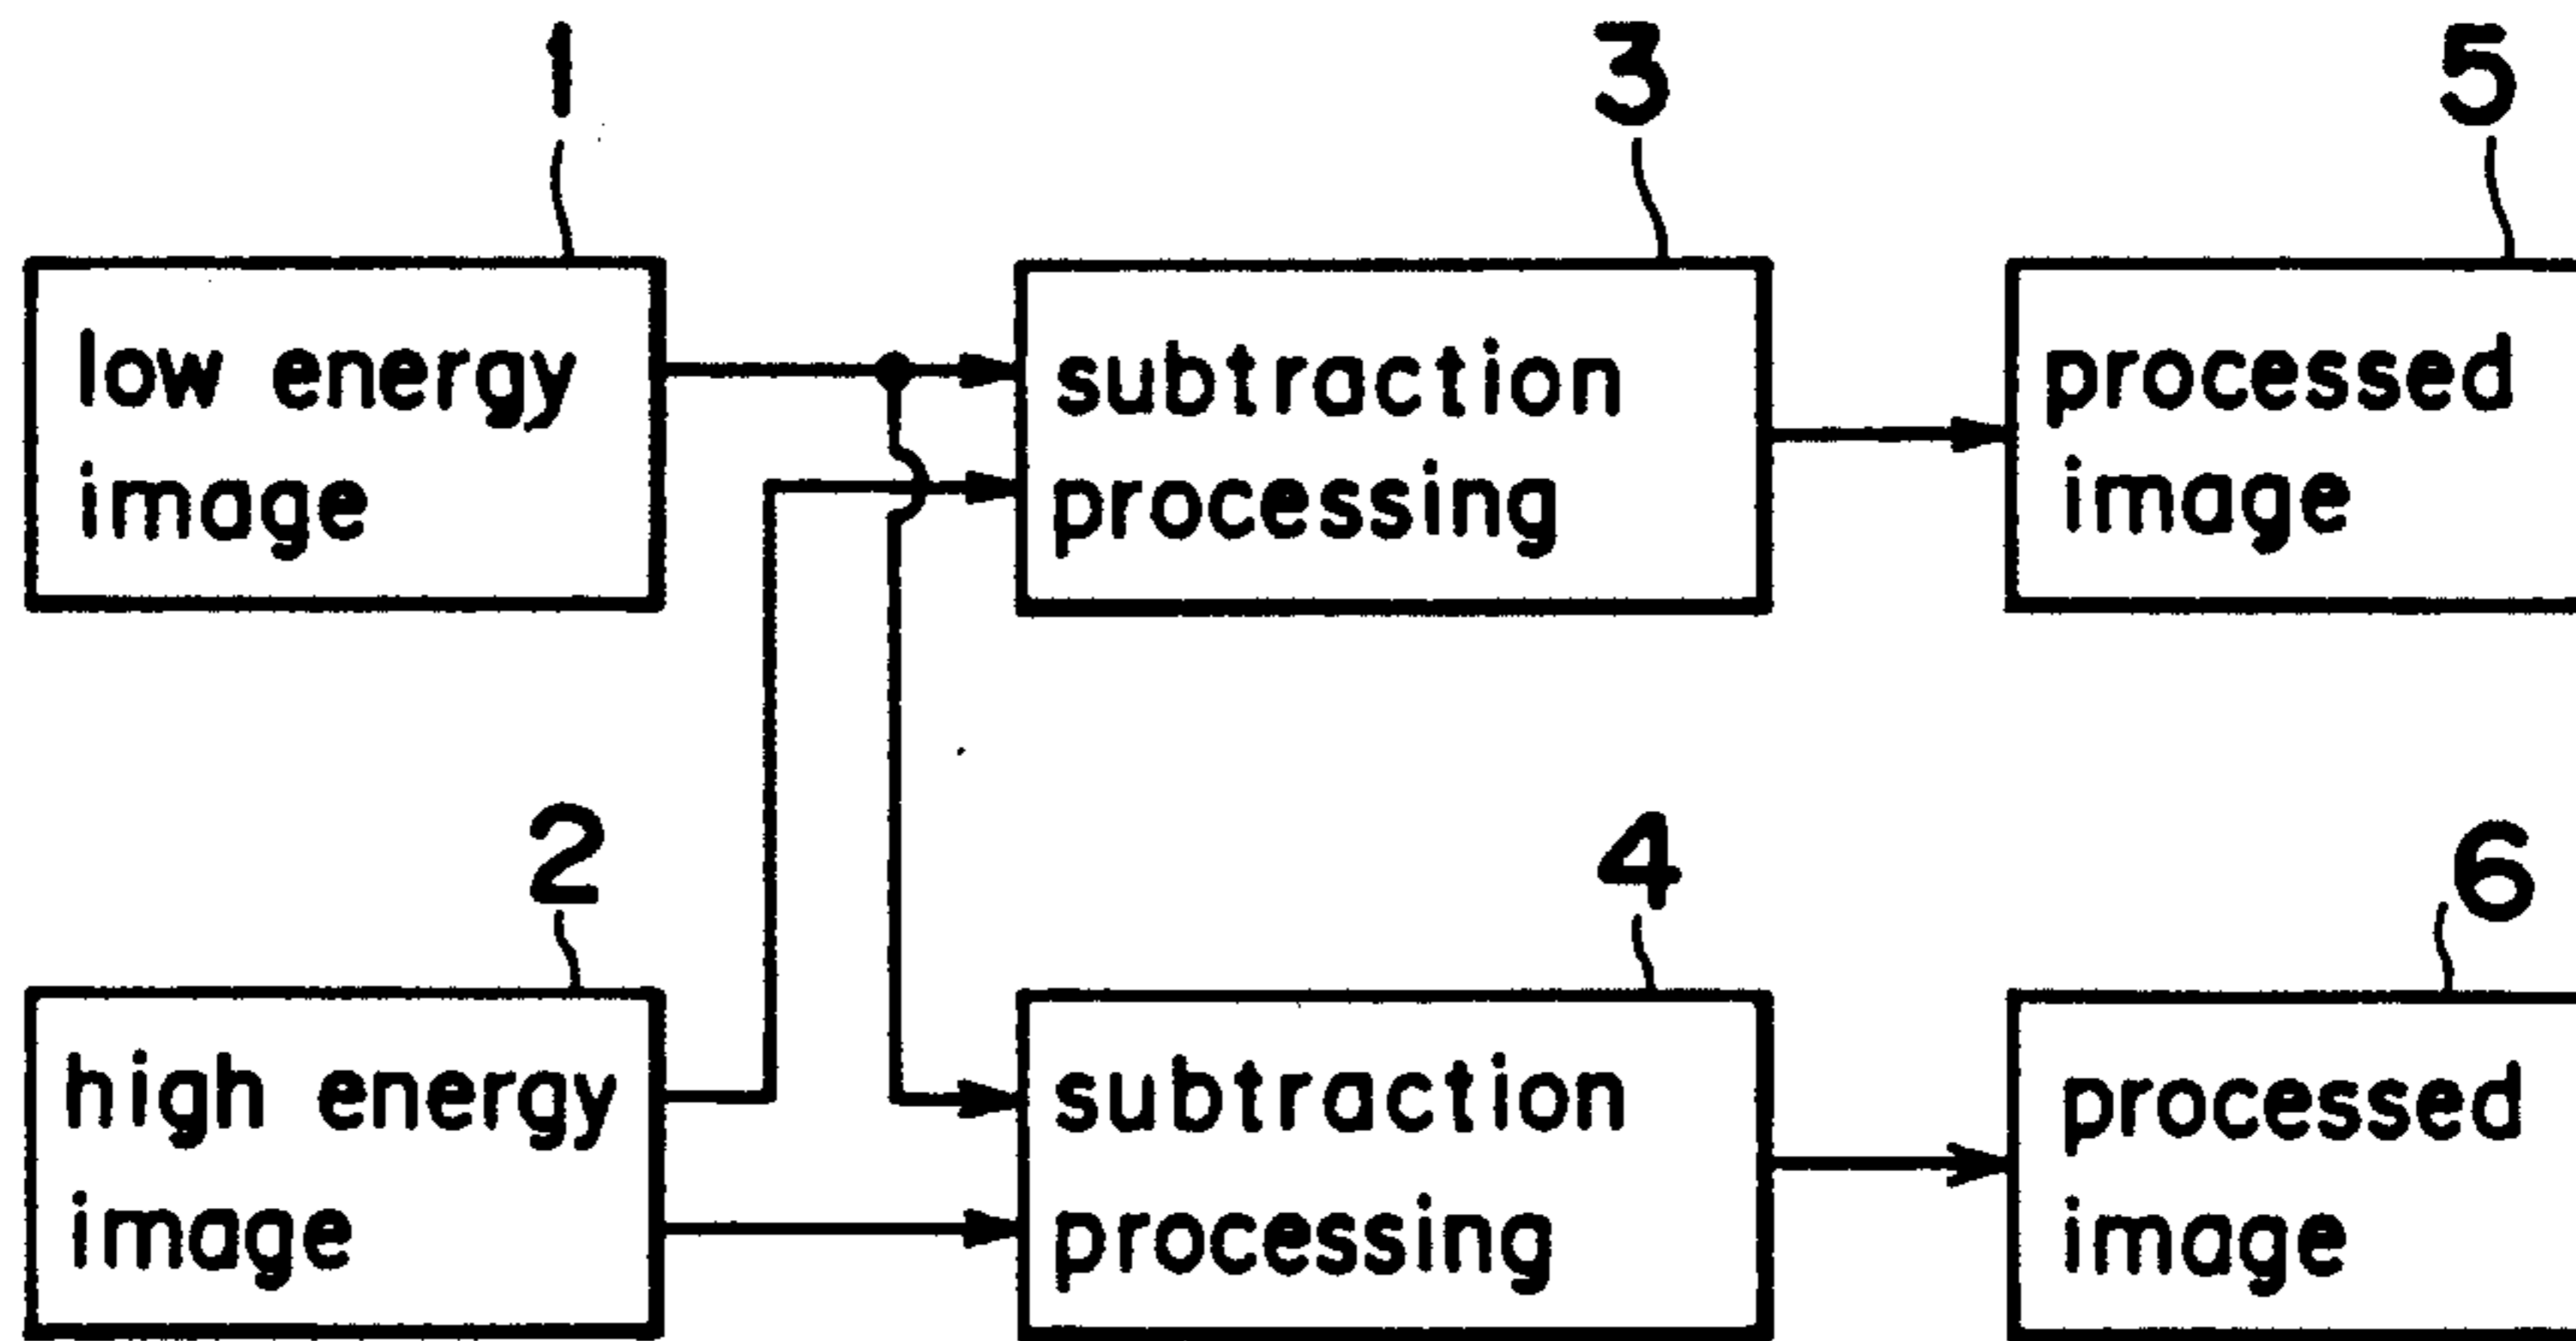 1
3
5
low energy
image
subtraction
processing
processed
image
2
4
6
high energy
image
subtraction
processing
processed
image